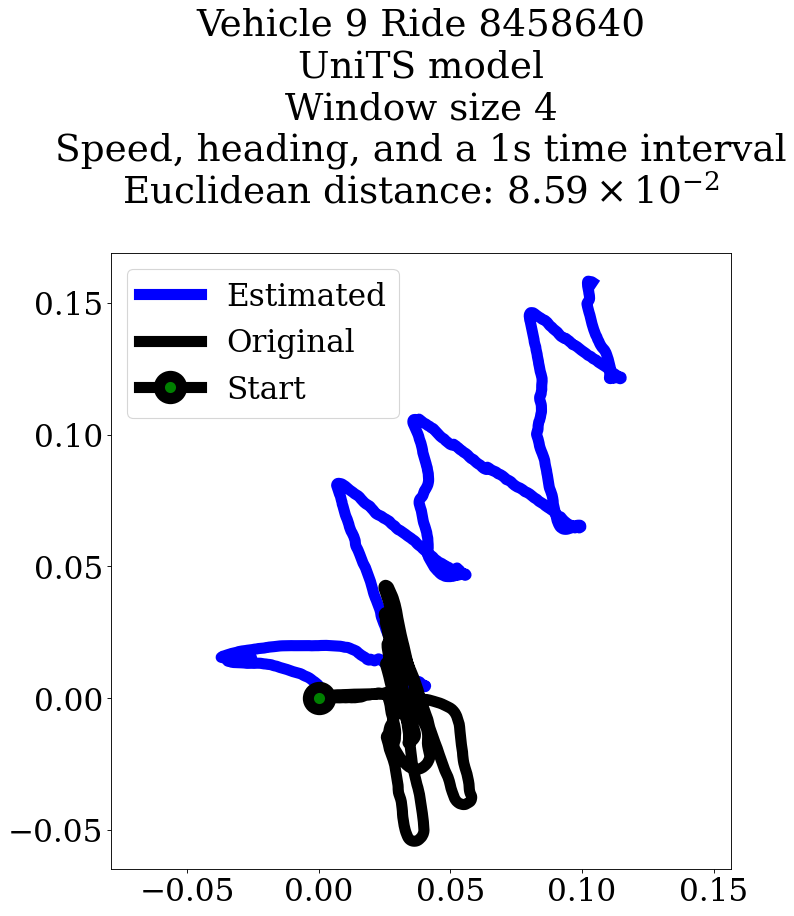 Vehicle 9 Ride 8458640
UniTS model
Window size 4
Speed, heading, and a 1s time interval
Euclidean distance: 8.59 × 10⁻²
Estimated
Original
Start
0.15
0.10
0.05
0.00
−0.05
−0.05 0.00 0.05 0.10 0.15